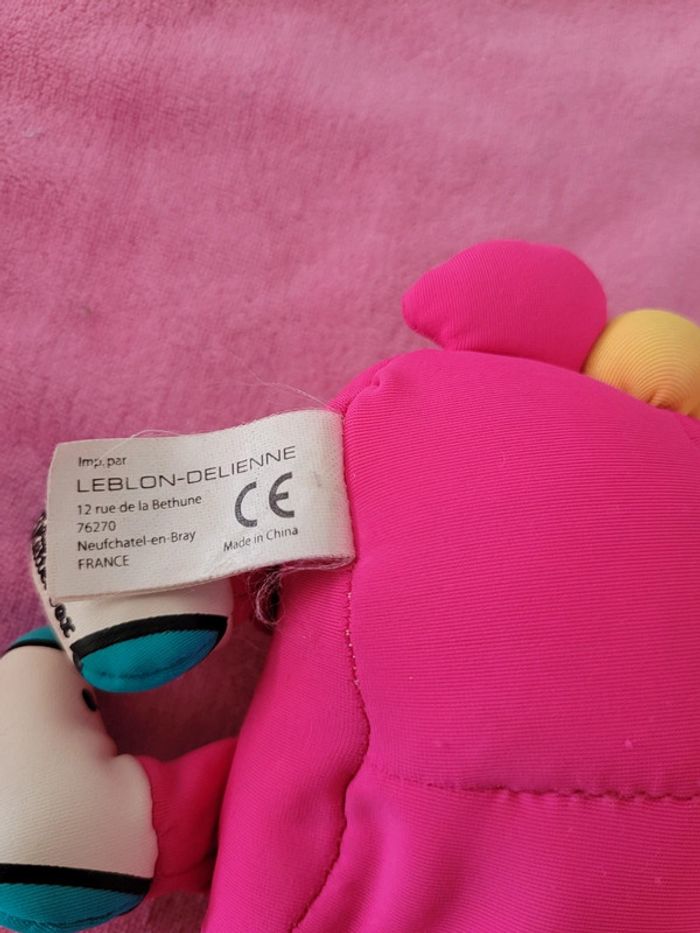 Imp. par
LEBLON-DELIENNE
12 rue de la Bethune
76270
Neufchatel-en-Bray
FRANCE
CE
Made in China